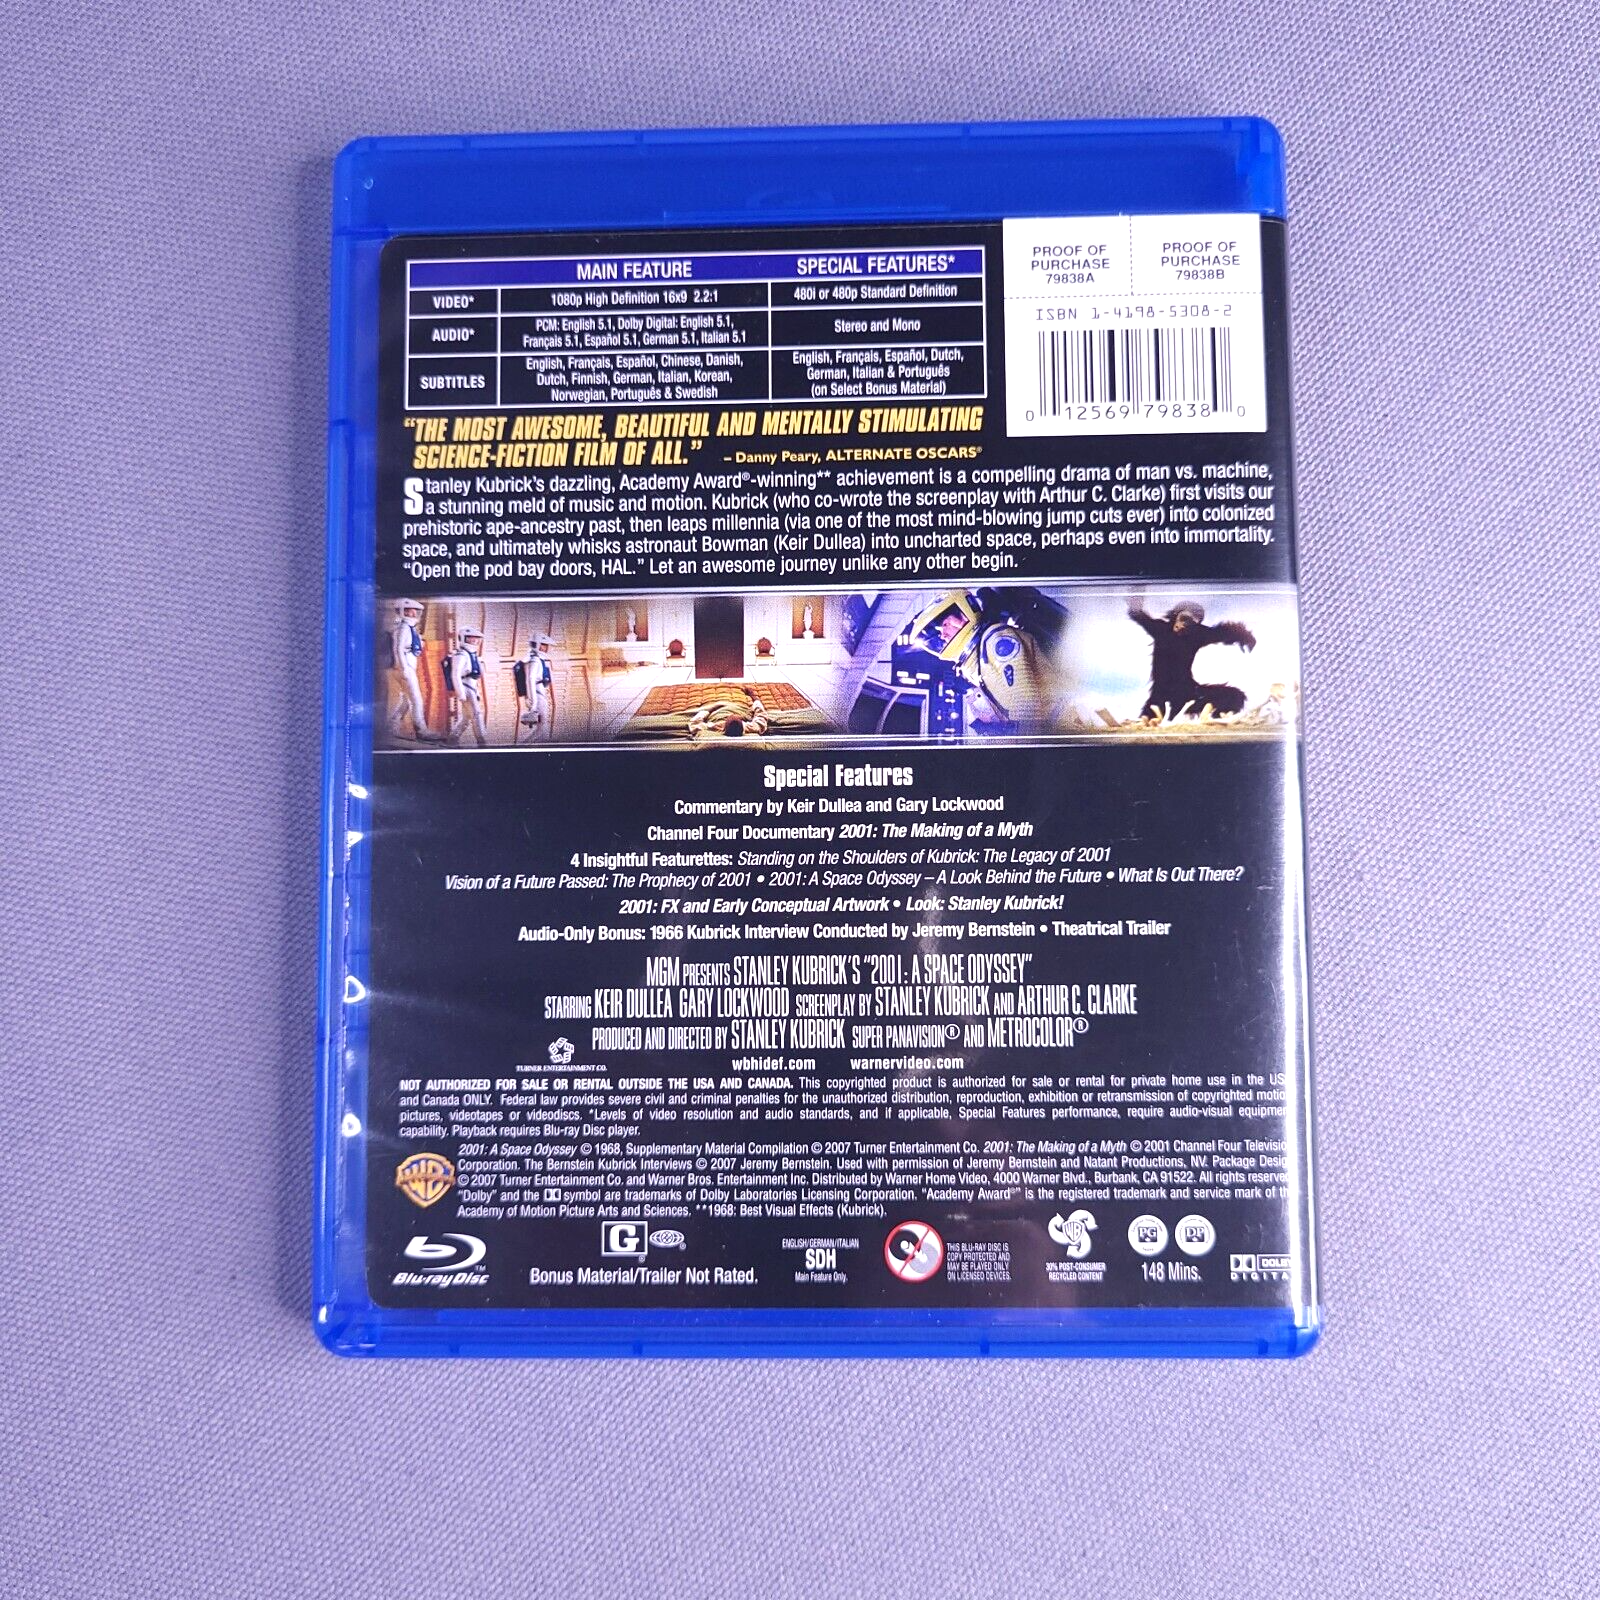 MAIN FEATURE SPECIAL FEATURES*
VIDEO* 1080p High Definition 16x9 2.2:1 480i or 480p Standard Definition
AUDIO* PCM: English 5.1, Dolby Digital: English 5.1,
Français 5.1, Español 5.1, German 5.1, Italian 5.1
Stereo and Mono
SUBTITLES English, Français, Español, Chinese, Danish,
Dutch, Finnish, German, Italian, Korean,
Norwegian, Português & Swedish
English, Français, Español, Dutch,
German, Italian & Português
(on Select Bonus Material)
PROOF OF
PURCHASE
79838A
PROOF OF
PURCHASE
79838B
ISBN 1-4198-5308-2
0 12569 79838 0
"THE MOST AWESOME, BEAUTIFUL AND MENTALLY STIMULATING
SCIENCE-FICTION FILM OF ALL."
– Danny Peary, ALTERNATE OSCARS®
Stanley Kubrick's dazzling, Academy Award®-winning** achievement is a compelling drama of man vs. machine,
a stunning meld of music and motion. Kubrick (who co-wrote the screenplay with Arthur C. Clarke) first visits our
prehistoric ape-ancestry past, then leaps millennia (via one of the most mind-blowing jump cuts ever) into colonized
space, and ultimately whisks astronaut Bowman (Keir Dullea) into uncharted space, perhaps even into immortality.
"Open the pod bay doors, HAL." Let an awesome journey unlike any other begin.
Special Features
Commentary by Keir Dullea and Gary Lockwood
Channel Four Documentary 2001: The Making of a Myth
4 Insightful Featurettes: Standing on the Shoulders of Kubrick: The Legacy of 2001
Vision of a Future Passed: The Prophecy of 2001 • 2001: A Space Odyssey – A Look Behind the Future • What Is Out There?
2001: FX and Early Conceptual Artwork • Look: Stanley Kubrick!
Audio-Only Bonus: 1966 Kubrick Interview Conducted by Jeremy Bernstein • Theatrical Trailer
MGM PRESENTS STANLEY KUBRICK'S "2001: A SPACE ODYSSEY"
STARRING KEIR DULLEA GARY LOCKWOOD SCREENPLAY BY STANLEY KUBRICK AND ARTHUR C. CLARKE
PRODUCED AND DIRECTED BY STANLEY KUBRICK SUPER PANAVISION® AND METROCOLOR®
TURNER ENTERTAINMENT CO.
wbhidef.com warnervideo.com
NOT AUTHORIZED FOR SALE OR RENTAL OUTSIDE THE USA AND CANADA. This copyrighted product is authorized for sale or rental for private home use in the US
and Canada ONLY. Federal law provides severe civil and criminal penalties for the unauthorized distribution, reproduction, exhibition or retransmission of copyrighted motio
pictures, videotapes or videodiscs. *Levels of video resolution and audio standards, and if applicable, Special Features performance, require audio-visual equipmen
capability. Playback requires Blu-ray Disc player.
2001: A Space Odyssey © 1968, Supplementary Material Compilation © 2007 Turner Entertainment Co. 2001: The Making of a Myth © 2001 Channel Four Televisio
Corporation. The Bernstein Kubrick Interviews © 2007 Jeremy Bernstein. Used with permission of Jeremy Bernstein and Natant Productions, NV. Package Desig
© 2007 Turner Entertainment Co. and Warner Bros. Entertainment Inc. Distributed by Warner Home Video, 4000 Warner Blvd., Burbank, CA 91522. All rights reserved
"Dolby" and the DD symbol are trademarks of Dolby Laboratories Licensing Corporation. "Academy Award®" is the registered trademark and service mark of th
Academy of Motion Picture Arts and Sciences. **1968: Best Visual Effects (Kubrick).
WB
Blu-ray Disc™
G
Bonus Material/Trailer Not Rated.
ENGLISH/GERMAN/ITALIAN
SDH
Main Feature Only.
THIS BLU-RAY DISC IS
COPY PROTECTED AND
MAY BE PLAYED ONLY
ON LICENSED DEVICES.
WB
30% POST-CONSUMER
RECYCLED CONTENT
PG DP
148 Mins.
DOLBY
DIGITA